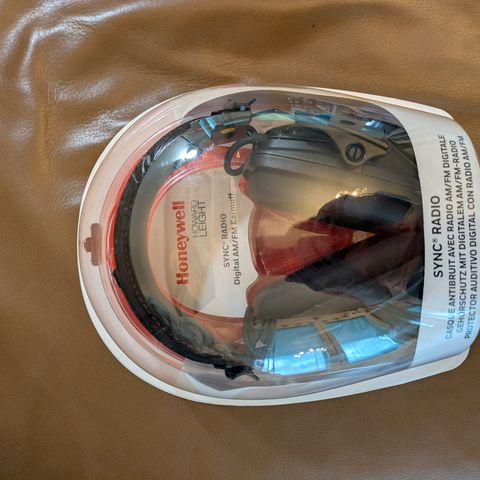 Honeywell
HOWARD
LEIGHT
SYNC® RADIO
Digital AM/FM Earmuff
SYNC® RADIO
CASQUE ANTIBRUIT AVEC RADIO AM/FM DIGITALE
GEHÖRSCHUTZ MIT DIGITALEM AM/FM-RADIO
PROTECTOR AUDITIVO DIGITAL CON RADIO AM/FM